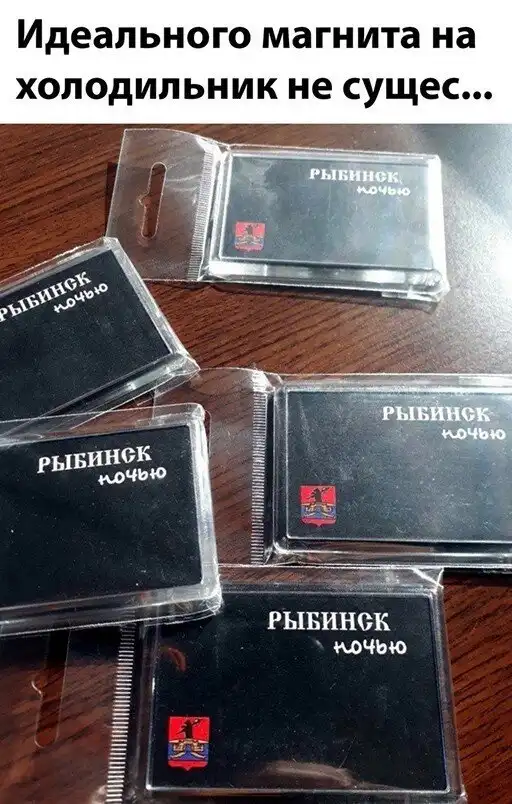 Идеального магнита на
холодильник не сущес...
РЫБИНСК
ночью
РЫБИНСК
ночью
РЫБИНСК
ночью
РЫБИНСК
ночью
РЫБИНСК
ночью